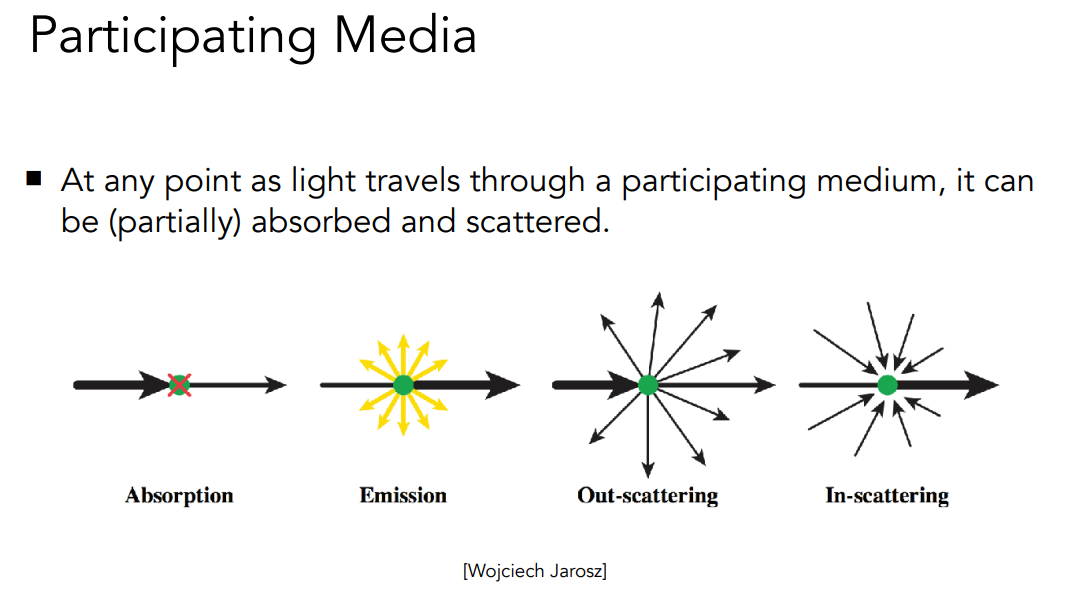 Participating Media
■ At any point as light travels through a participating medium, it can
be (partially) absorbed and scattered.
Absorption Emission Out-scattering In-scattering
[Wojciech Jarosz]